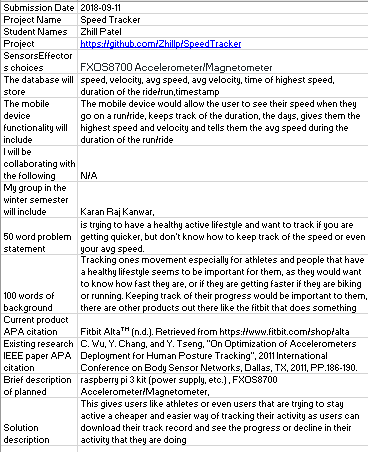 Submission Date 2018-09-11
Project Name Speed Tracker
Student Names Zhill Patel
Project https://github.com/Zhillp/SpeedTracker
SensorsEffector
s choices FXOS8700 Accelerometer/Magnetometer
The database will speed, velocity, avg speed, avg velocity, time of highest speed,
store duration of the ride/run,timestamp
The mobile The mobile device would allow the user to see their speed when they
device go on a run/ride, keeps track of the duration, the days, gives them the
functionality will highest speed and velocity and tells them the avg speed during the
include duration of the run/ride
I will be
collaborating with
the following N/A
My group in the
winter semester
will include Karan Raj Kanwar,
is trying to have a healthy active lifestyle and want to track if you are
50 word problem getting quicker, but don't know how to keep track of the speed or even
statement your avg speed.
Tracking ones movement especially for athletes and people that have
a healthy lifestyle seems to be important for them, as they would want
to know how fast they are, or if they are getting faster if they are biking
100 words of or running. Keeping track of their progress would be important to them,
background there are other products out there like the fitbit that does something
Current product
APA citation Fitbit Alta™ (n.d.). Retrieved from https://www.fitbit.com/shop/alta
Existing research C. Wu, Y. Chang, and Y. Tseng, "On Optimization of Accelerometers
IEEE paper APA Deployment for Human Posture Tracking", 2011 International
citation Conference on Body Sensor Networks, Dallas, TX, 2011, PP.186-190.
Brief description raspberry pi 3 kit (power supply, etc.) , FXOS8700
of planned Accelerometer/Magnetometer,
This gives users like athletes or even users that are trying to stay
active a cheaper and easier way of tracking their activity as users can
Solution download their track record and see the progress or decline in their
description activity that they are doing